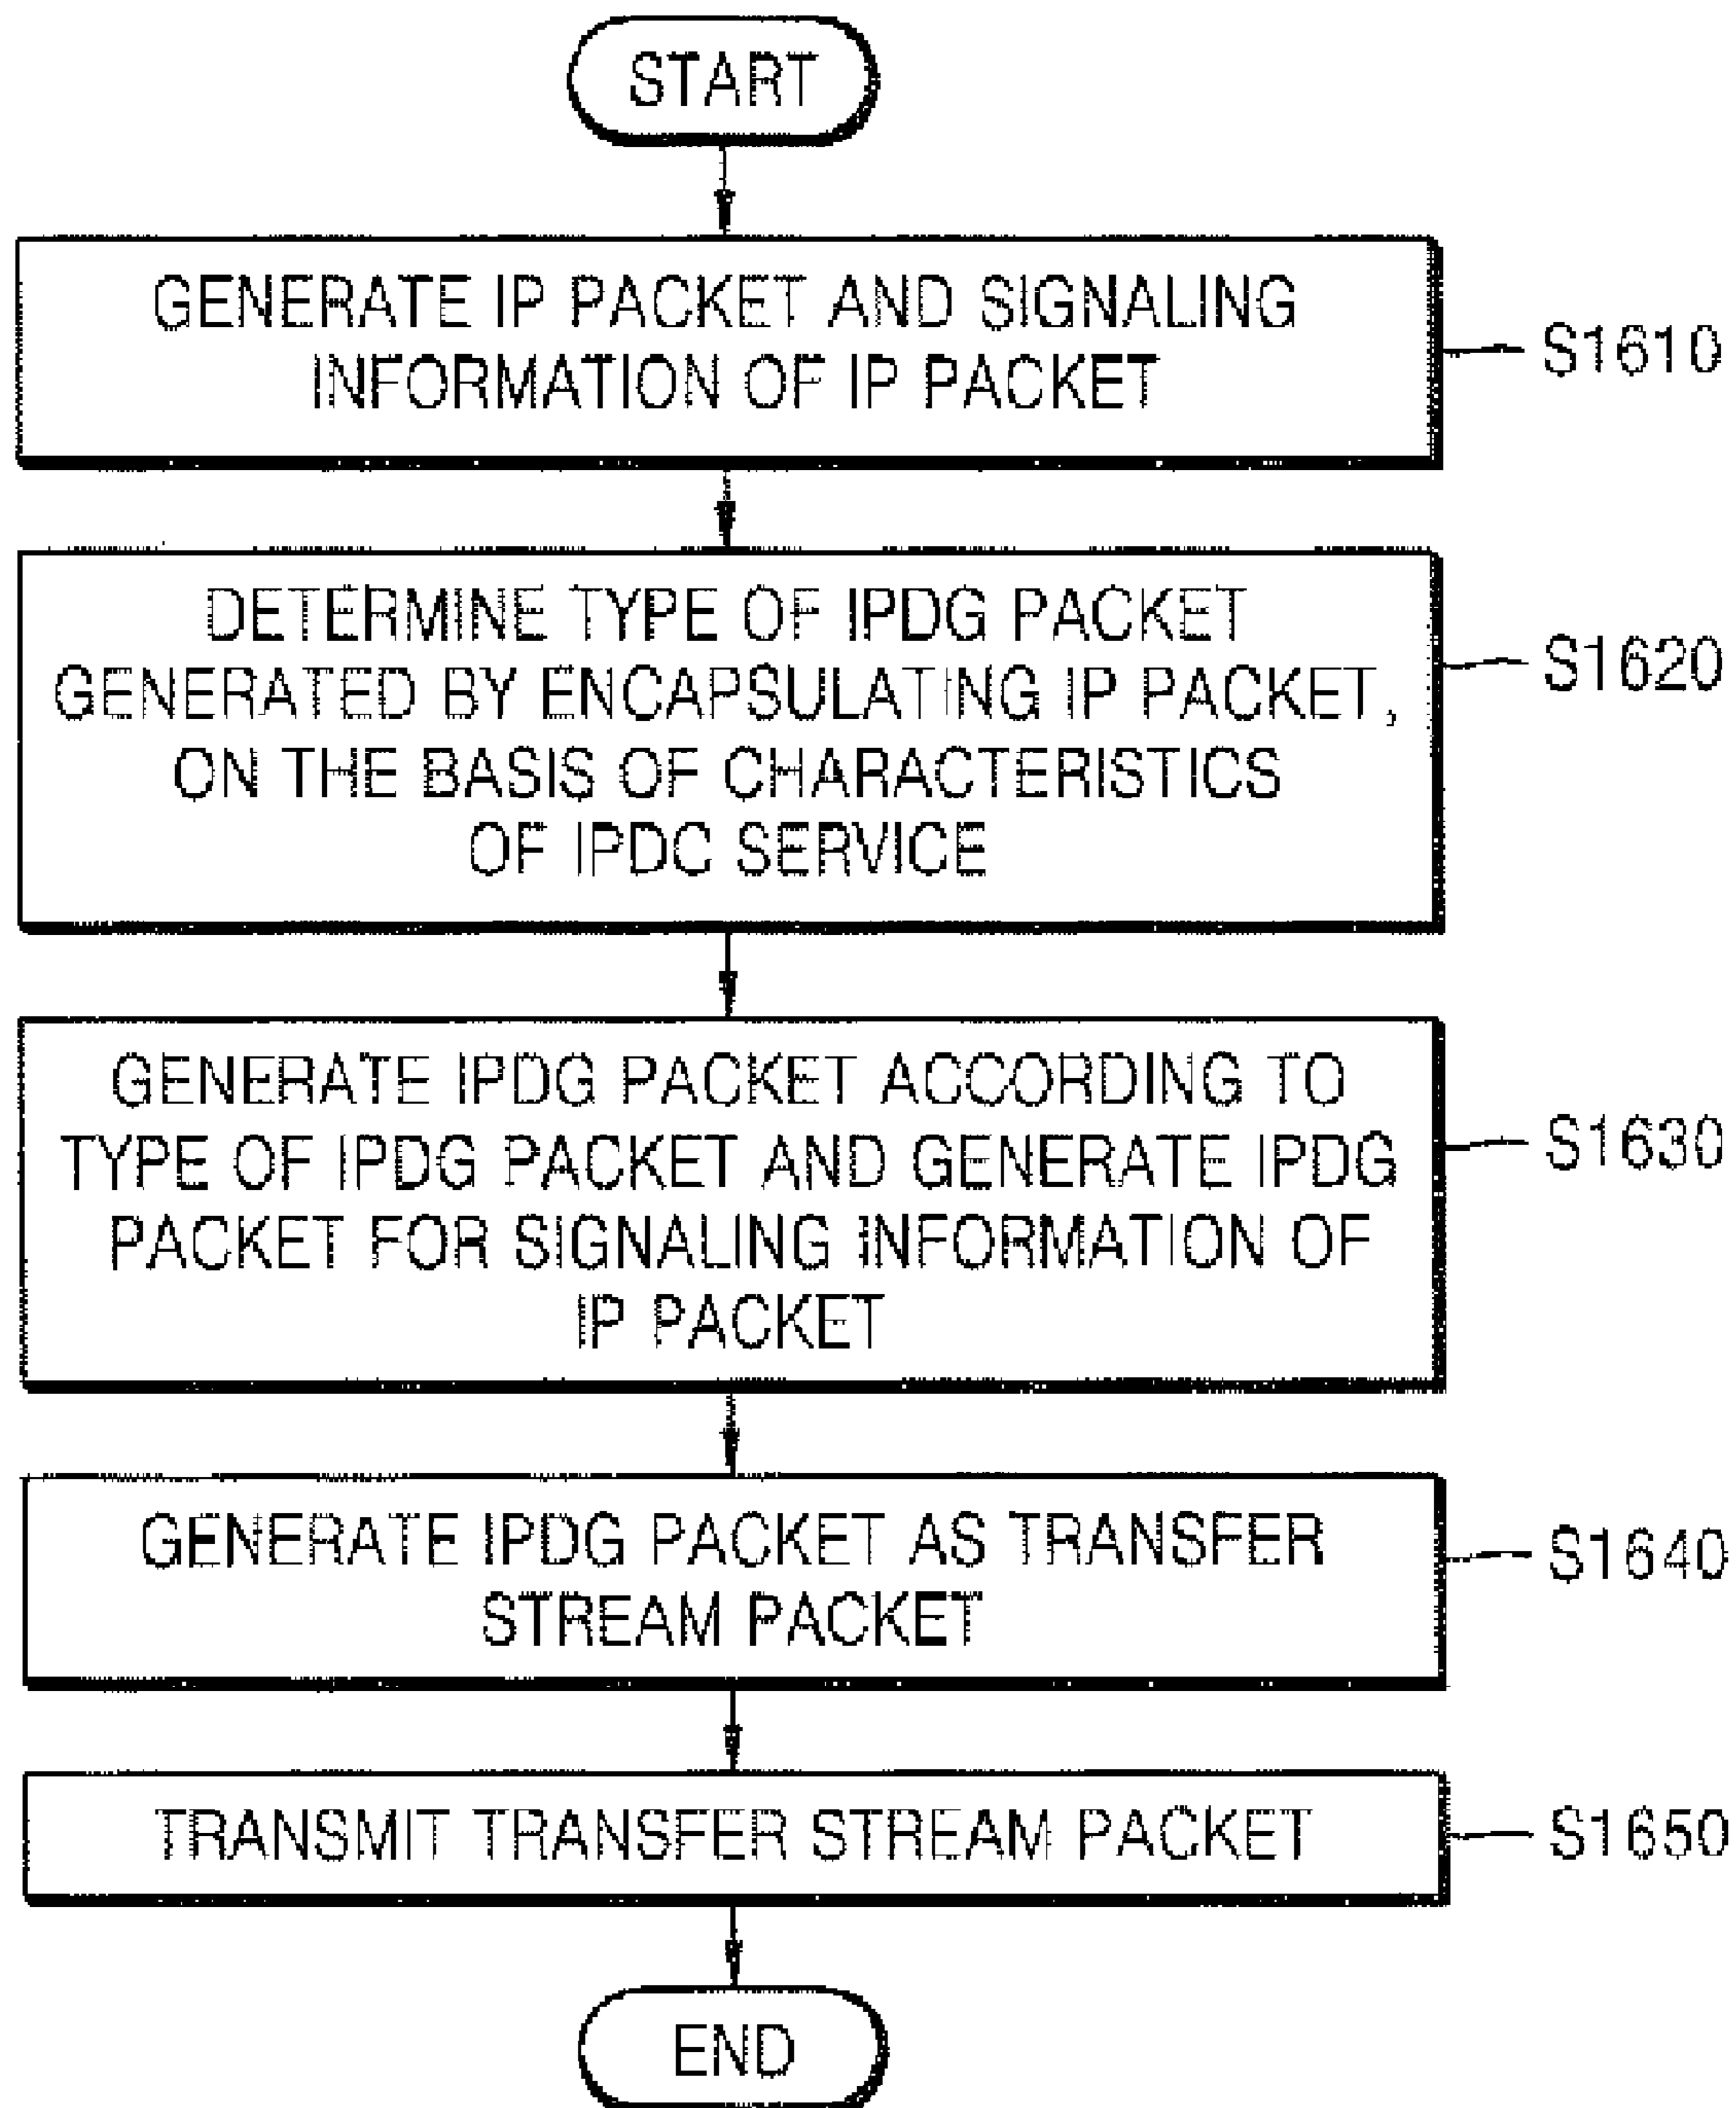 START
GENERATE IP PACKET AND SIGNALING
INFORMATION OF IP PACKET
S1610
DETERMINE TYPE OF IPDG PACKET
GENERATED BY ENCAPSULATING IP PACKET,
ON THE BASIS OF CHARACTERISTICS
OF IPDC SERVICE
S1620
GENERATE IPDG PACKET ACCORDING TO
TYPE OF IPDG PACKET AND GENERATE IPDG
PACKET FOR SIGNALING INFORMATION OF
IP PACKET
S1630
GENERATE IPDG PACKET AS TRANSFER
STREAM PACKET
S1640
TRANSMIT TRANSFER STREAM PACKET
S1650
END